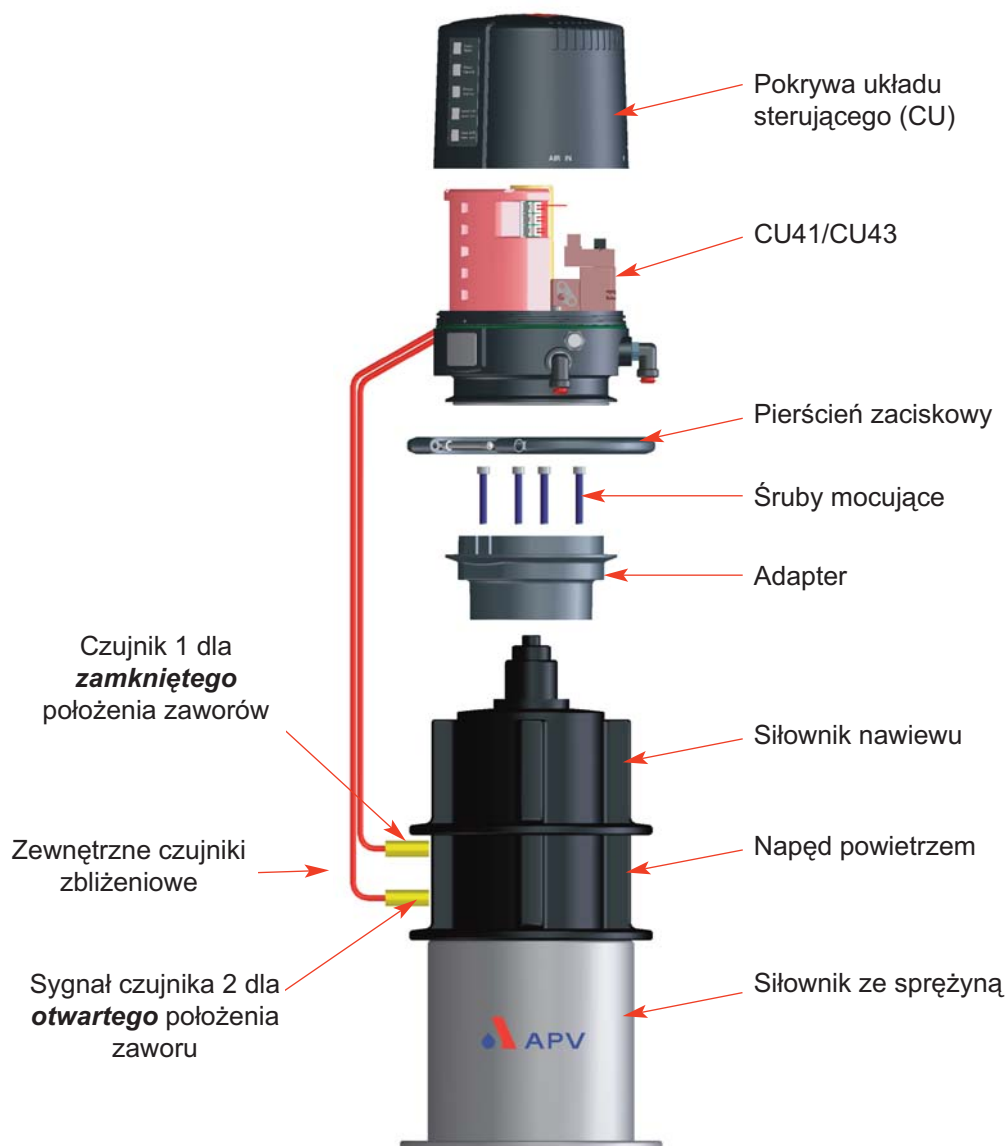 Pokrywa układu
sterującego (CU)
AIR IN
CU41/CU43
Pierścień zaciskowy
Śruby mocujące
Adapter
Czujnik 1 dla
zamkniętego
położenia zaworów
Siłownik nawiewu
Zewnętrzne czujniki
zbliżeniowe
Napęd powietrzem
Sygnał czujnika 2 dla
otwartego położenia
zaworu
Siłownik ze sprężyną
APV